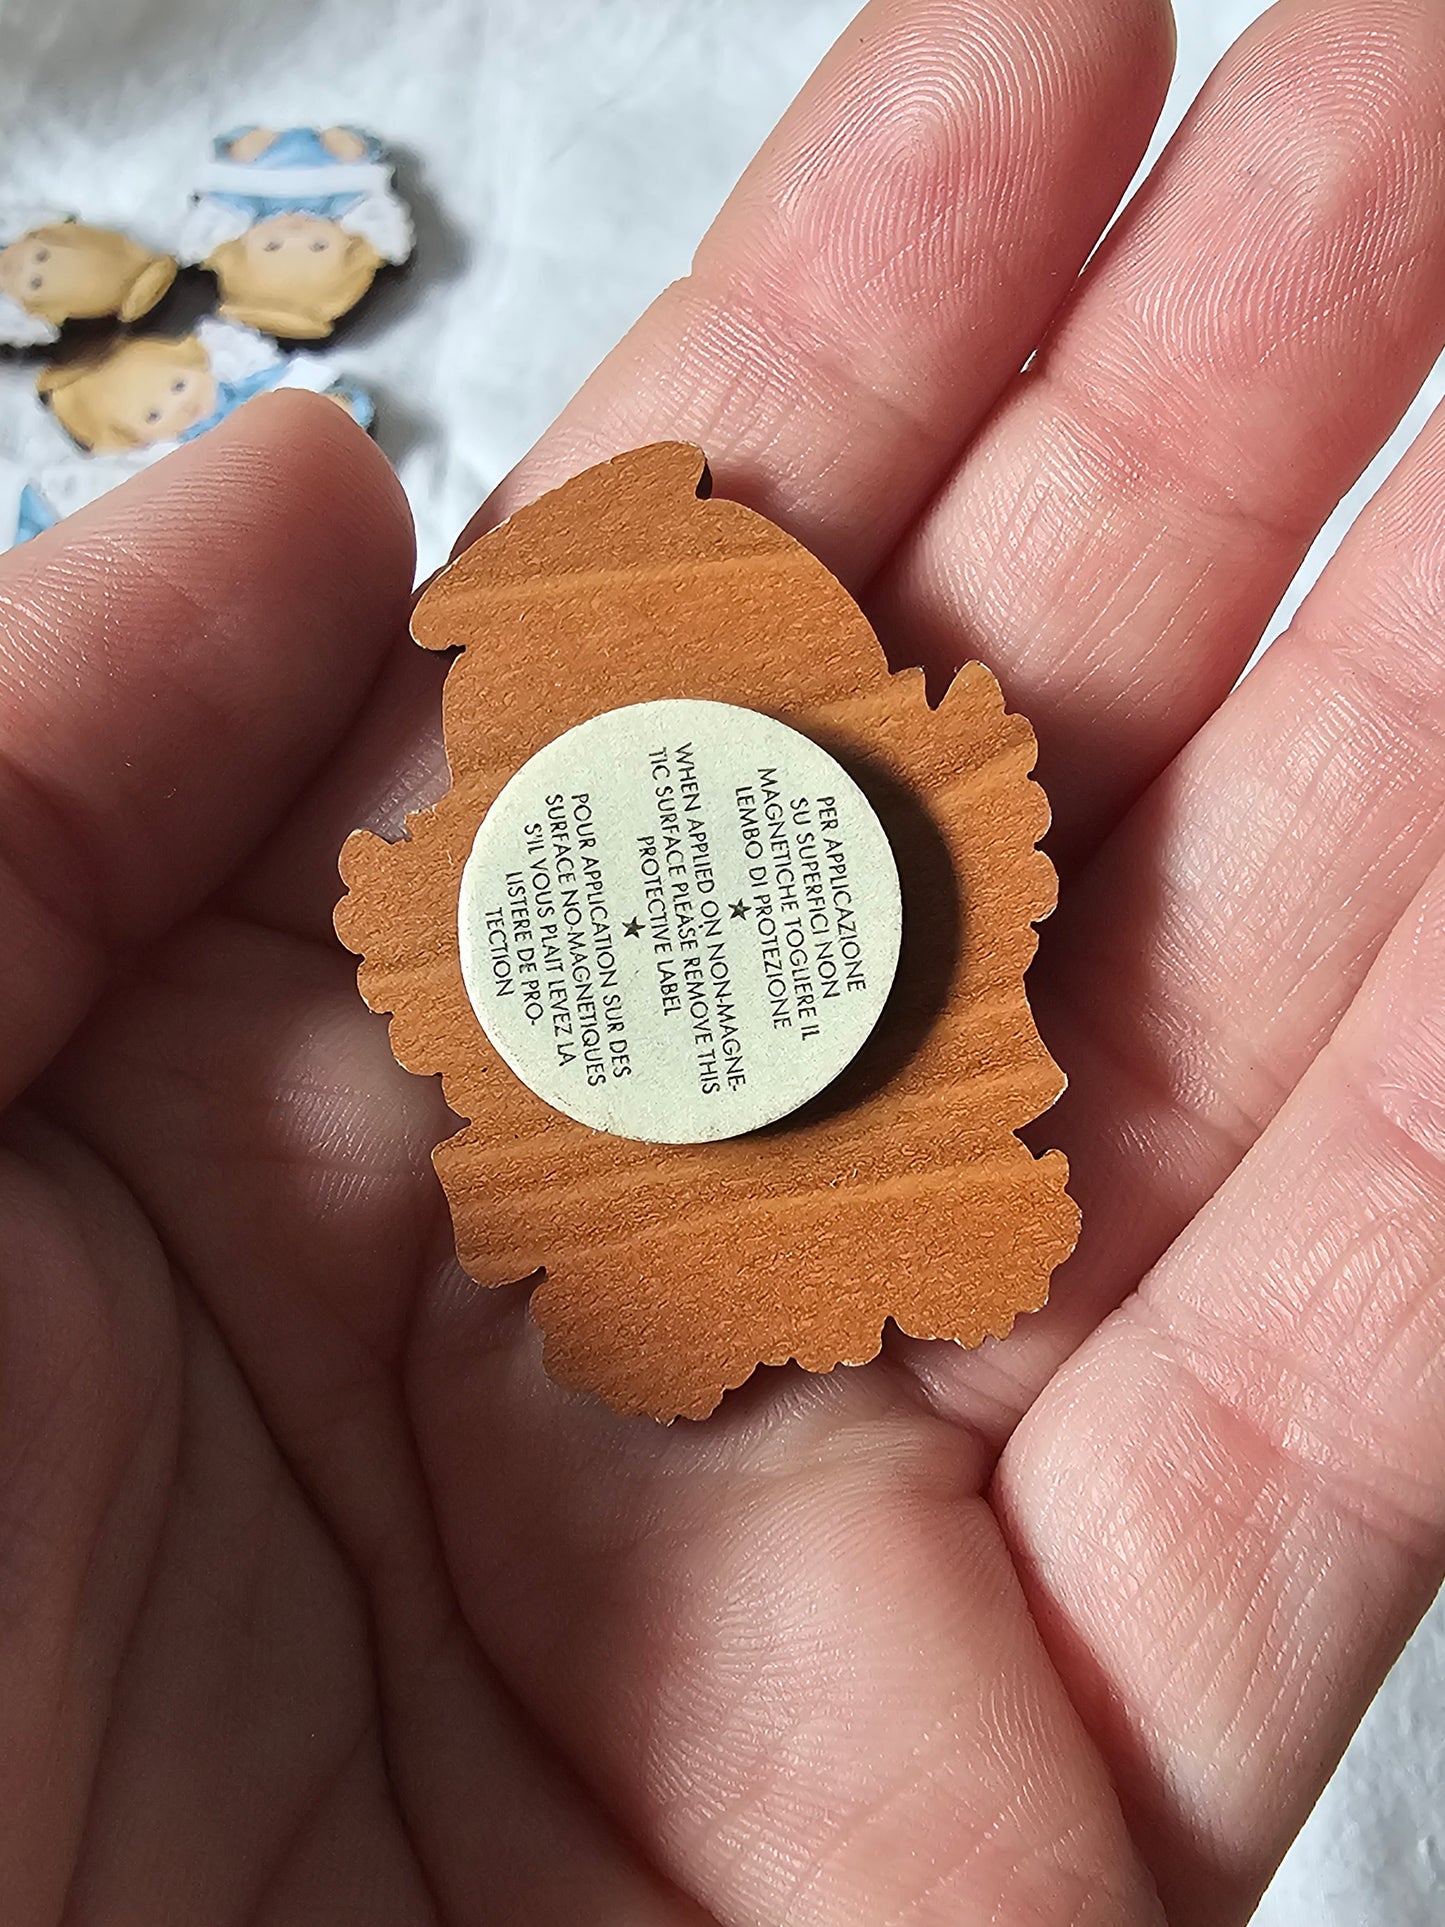 PER APPLICAZIONE
SU SUPERFICI NON
MAGNETICHE TOGLIERE IL
LEMBO DI PROTEZIONE
★
WHEN APPLIED ON NON-MAGNE-
TIC SURFACE PLEASE REMOVE THIS
PROTECTIVE LABEL
★
POUR APPLICATION SUR DES
SURFACE NO-MAGNETIQUES
S'IL VOUS PLAIT LEVEZ LA
LISTERE DE PRO-
TECTION